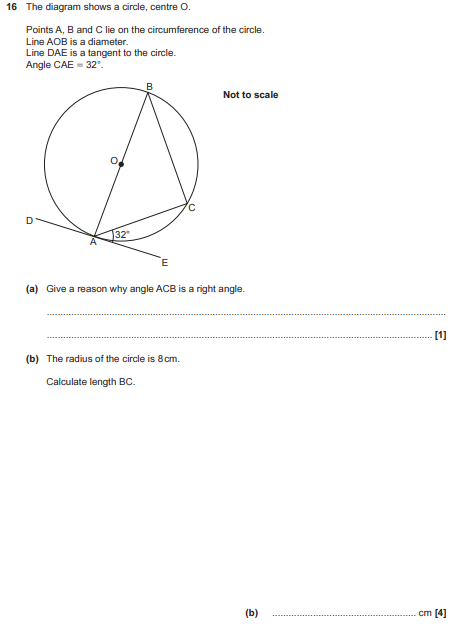 16 The diagram shows a circle, centre O.
Points A, B and C lie on the circumference of the circle.
Line AOB is a diameter.
Line DAE is a tangent to the circle.
Angle CAE = 32°.
B
Not to scale
O
C
D
32°
A
E
(a) Give a reason why angle ACB is a right angle.
[1]
(b) The radius of the circle is 8 cm.
Calculate length BC.
(b) cm [4]